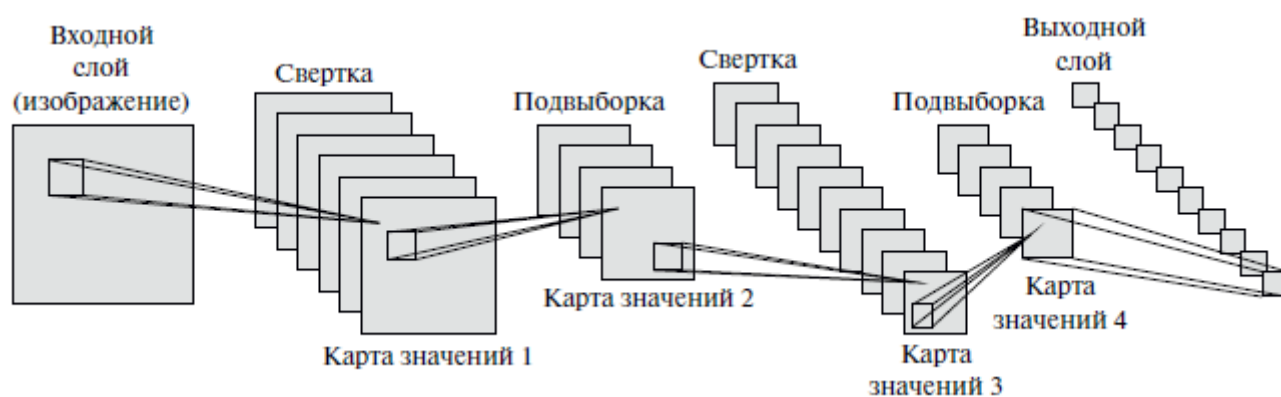 Входной
слой
(изображение)
Свертка
Подвыборка
Свертка
Подвыборка
Выходной
слой
Карта значений 1
Карта значений 2
Карта
значений 3
Карта
значений 4